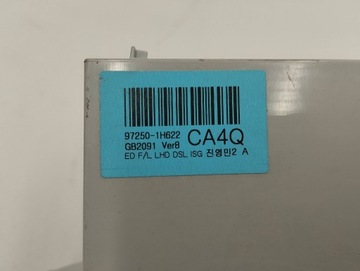 97250-1H622 CA4Q
GB2091 Ver8
ED F/L LHD DSL ISG 진영민2 A